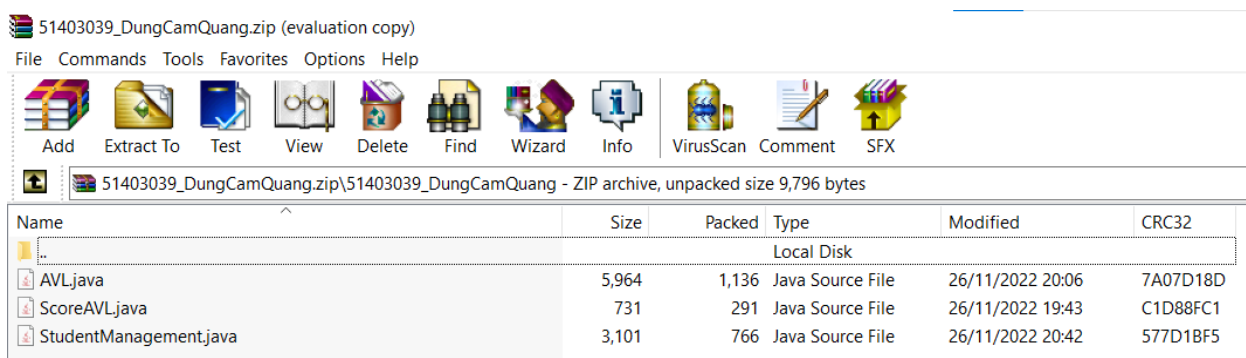 51403039_DungCamQuang.zip (evaluation copy)
File Commands Tools Favorites Options Help
Add Extract To Test View Delete Find Wizard Info VirusScan Comment SFX
51403039_DungCamQuang.zip\51403039_DungCamQuang - ZIP archive, unpacked size 9,796 bytes
Name Size Packed Type Modified CRC32
.. Local Disk
AVL.java 5,964 1,136 Java Source File 26/11/2022 20:06 7A07D18D
ScoreAVL.java 731 291 Java Source File 26/11/2022 19:43 C1D88FC1
StudentManagement.java 3,101 766 Java Source File 26/11/2022 20:42 577D1BF5